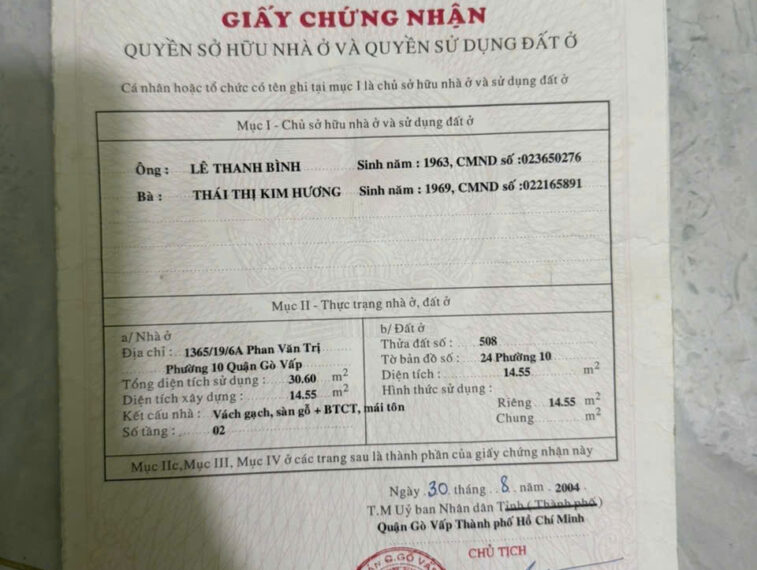 GIẤY CHỨNG NHẬN
QUYỀN SỞ HỮU NHÀ Ở VÀ QUYỀN SỬ DỤNG ĐẤT Ở
Cá nhân hoặc tổ chức có tên ghi tại mục I là chủ sở hữu nhà ở và sử dụng đất ở
Mục I - Chủ sở hữu nhà ở và sử dụng đất ở
Ông : LÊ THANH BÌNH Sinh năm : 1963, CMND số :023650276
Bà : THÁI THỊ KIM HƯƠNG Sinh năm : 1969, CMND số :022165891
Mục II - Thực trạng nhà ở, đất ở
a/ Nhà ở
Địa chỉ : 1365/19/6A Phan Văn Trị
Phường 10 Quận Gò Vấp
Tổng diện tích sử dụng : 30.60 m2
Diện tích xây dựng : 14.55 m2
Kết cấu nhà : Vách gạch, sàn gỗ + BTCT, mái tôn
Số tầng : 02
b/ Đất ở
Thửa đất số : 508
Tờ bản đồ số : 24 Phường 10
Diện tích : 14.55 m2
Hình thức sử dụng :
Riêng 14.55 m2
Chung m2
Mục IIc,Mục III, Mục IV ở các trang sau là thành phần của giấy chứng nhận này
Ngày 30 tháng 8 năm 2004
T.M Uỷ ban Nhân dân Tỉnh ( Thành phố )
Quận Gò Vấp Thành phố Hồ Chí Minh
CHỦ TỊCH
Q.GÒ VẤP